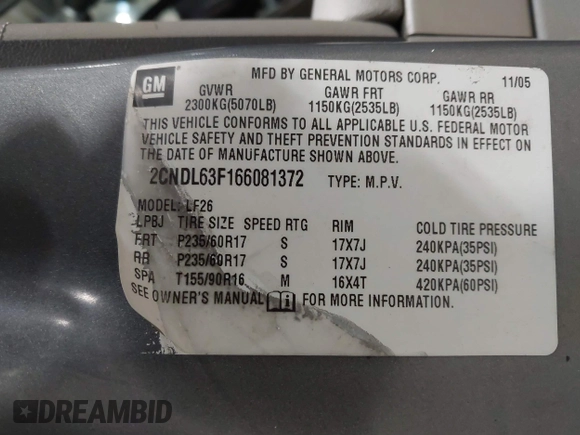 GM
MFD BY GENERAL MOTORS CORP. 11/05
GVWR GAWR FRT GAWR RR
2300KG(5070LB) 1150KG(2535LB) 1150KG(2535LB)
THIS VEHICLE CONFORMS TO ALL APPLICABLE U.S. FEDERAL MOTOR
VEHICLE SAFETY AND THEFT PREVENTION STANDARDS IN EFFECT ON
THE DATE OF MANUFACTURE SHOWN ABOVE.
2CNDL63F166081372 TYPE: M.P.V.
MODEL: LF26
LPBJ TIRE SIZE SPEED RTG RIM COLD TIRE PRESSURE
FRT P235/60R17 S 17X7J 240KPA(35PSI)
RR P235/60R17 S 17X7J 240KPA(35PSI)
SPA T155/90R16 M 16X4T 420KPA(60PSI)
SEE OWNER'S MANUAL FOR MORE INFORMATION.
DREAMBID